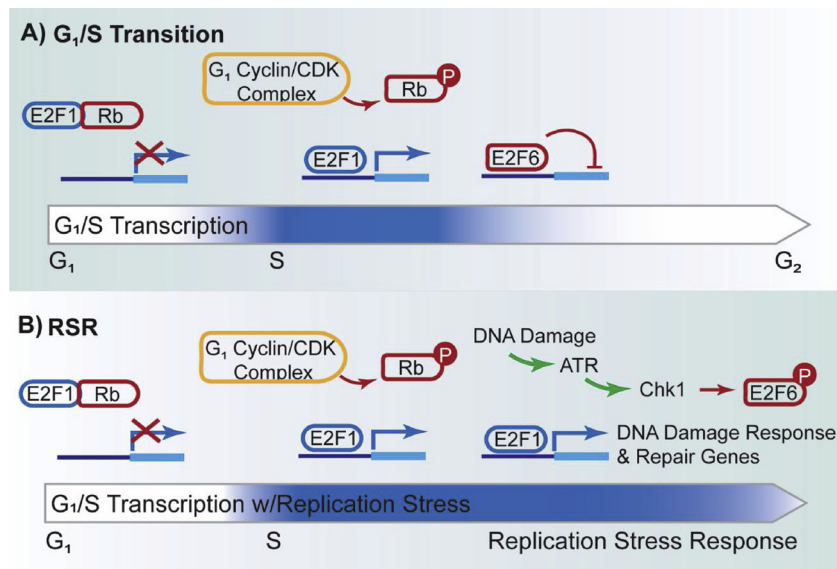 A) G₁/S Transition
G₁ Cyclin/CDK
Complex
Rb
P
E2F1
Rb
E2F1
E2F6
G₁/S Transcription
G₁
S
G₂
B) RSR
G₁ Cyclin/CDK
Complex
Rb
P
DNA Damage
ATR
Chk1
E2F6
P
E2F1
Rb
E2F1
E2F1
DNA Damage Response
& Repair Genes
G₁/S Transcription w/Replication Stress
G₁
S
Replication Stress Response